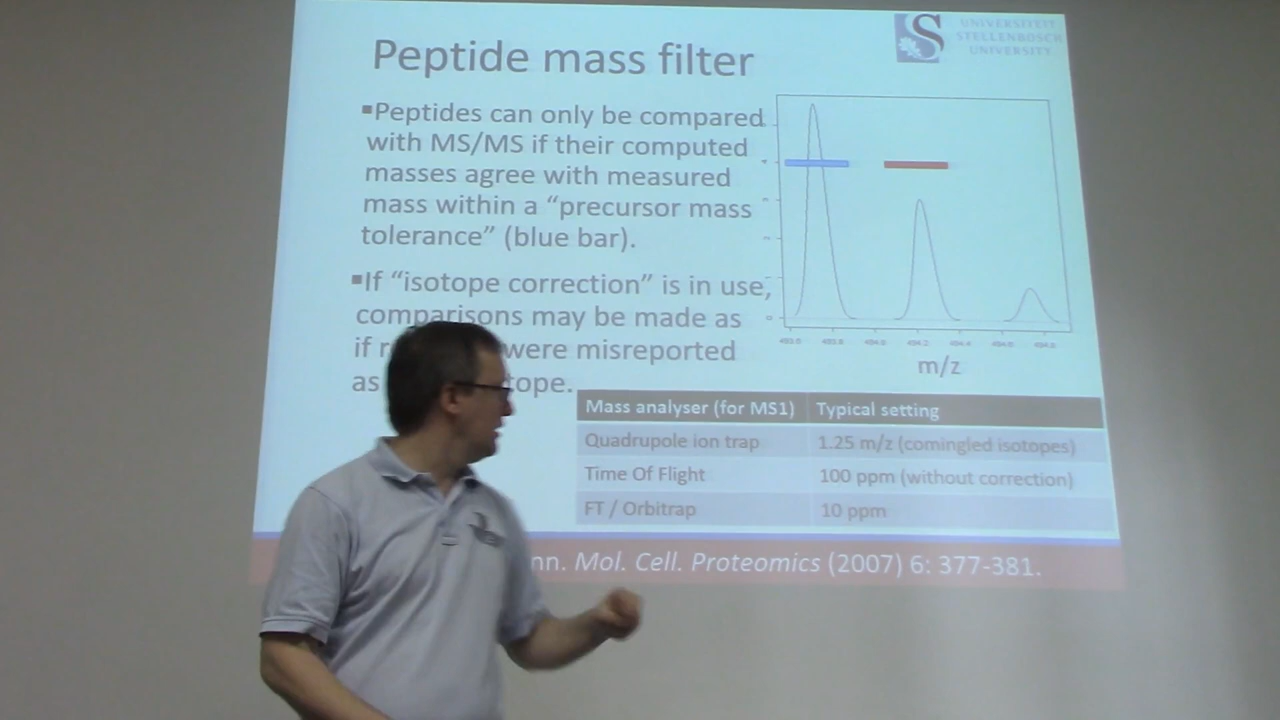 Peptide mass filter
UNIVERSITEIT
STELLENBOSCH
UNIVERSITY
▪Peptides can only be compared
with MS/MS if their computed
masses agree with measured
mass within a “precursor mass
tolerance” (blue bar).
▪If “isotope correction” is in use,
comparisons may be made as
if were misreported
as
m/z
Mass analyser (for MS1) Typical setting
Quadrupole ion trap 1.25 m/z (comingled isotopes)
Time Of Flight 100 ppm (without correction)
FT / Orbitrap 10 ppm
Mol. Cell. Proteomics (2007) 6: 377-381.